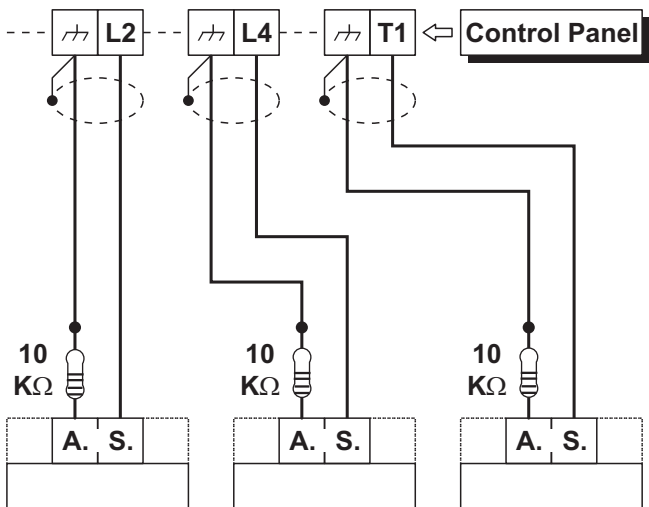 L2 L4 T1 Control Panel
10 KΩ 10 KΩ 10 KΩ
A. S. A. S. A. S.